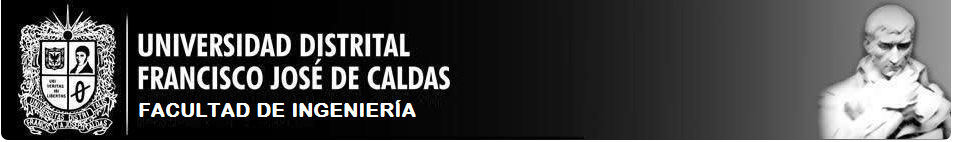 UNIVERSIDAD DISTRITAL
FRANCISCO JOSÉ DE CALDAS
FACULTAD DE INGENIERÍA